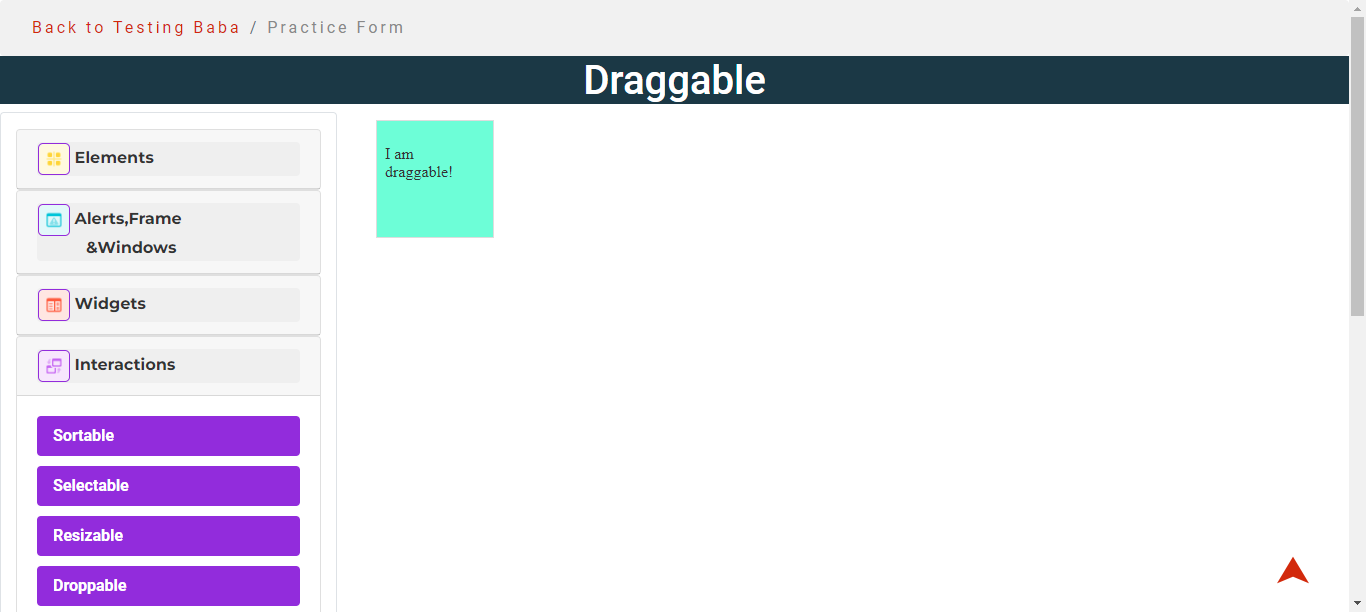 Back to Testing Baba / Practice Form
Draggable
Elements
Alerts,Frame
&Windows
Widgets
Interactions
Sortable
Selectable
Resizable
Droppable
I am
draggable!